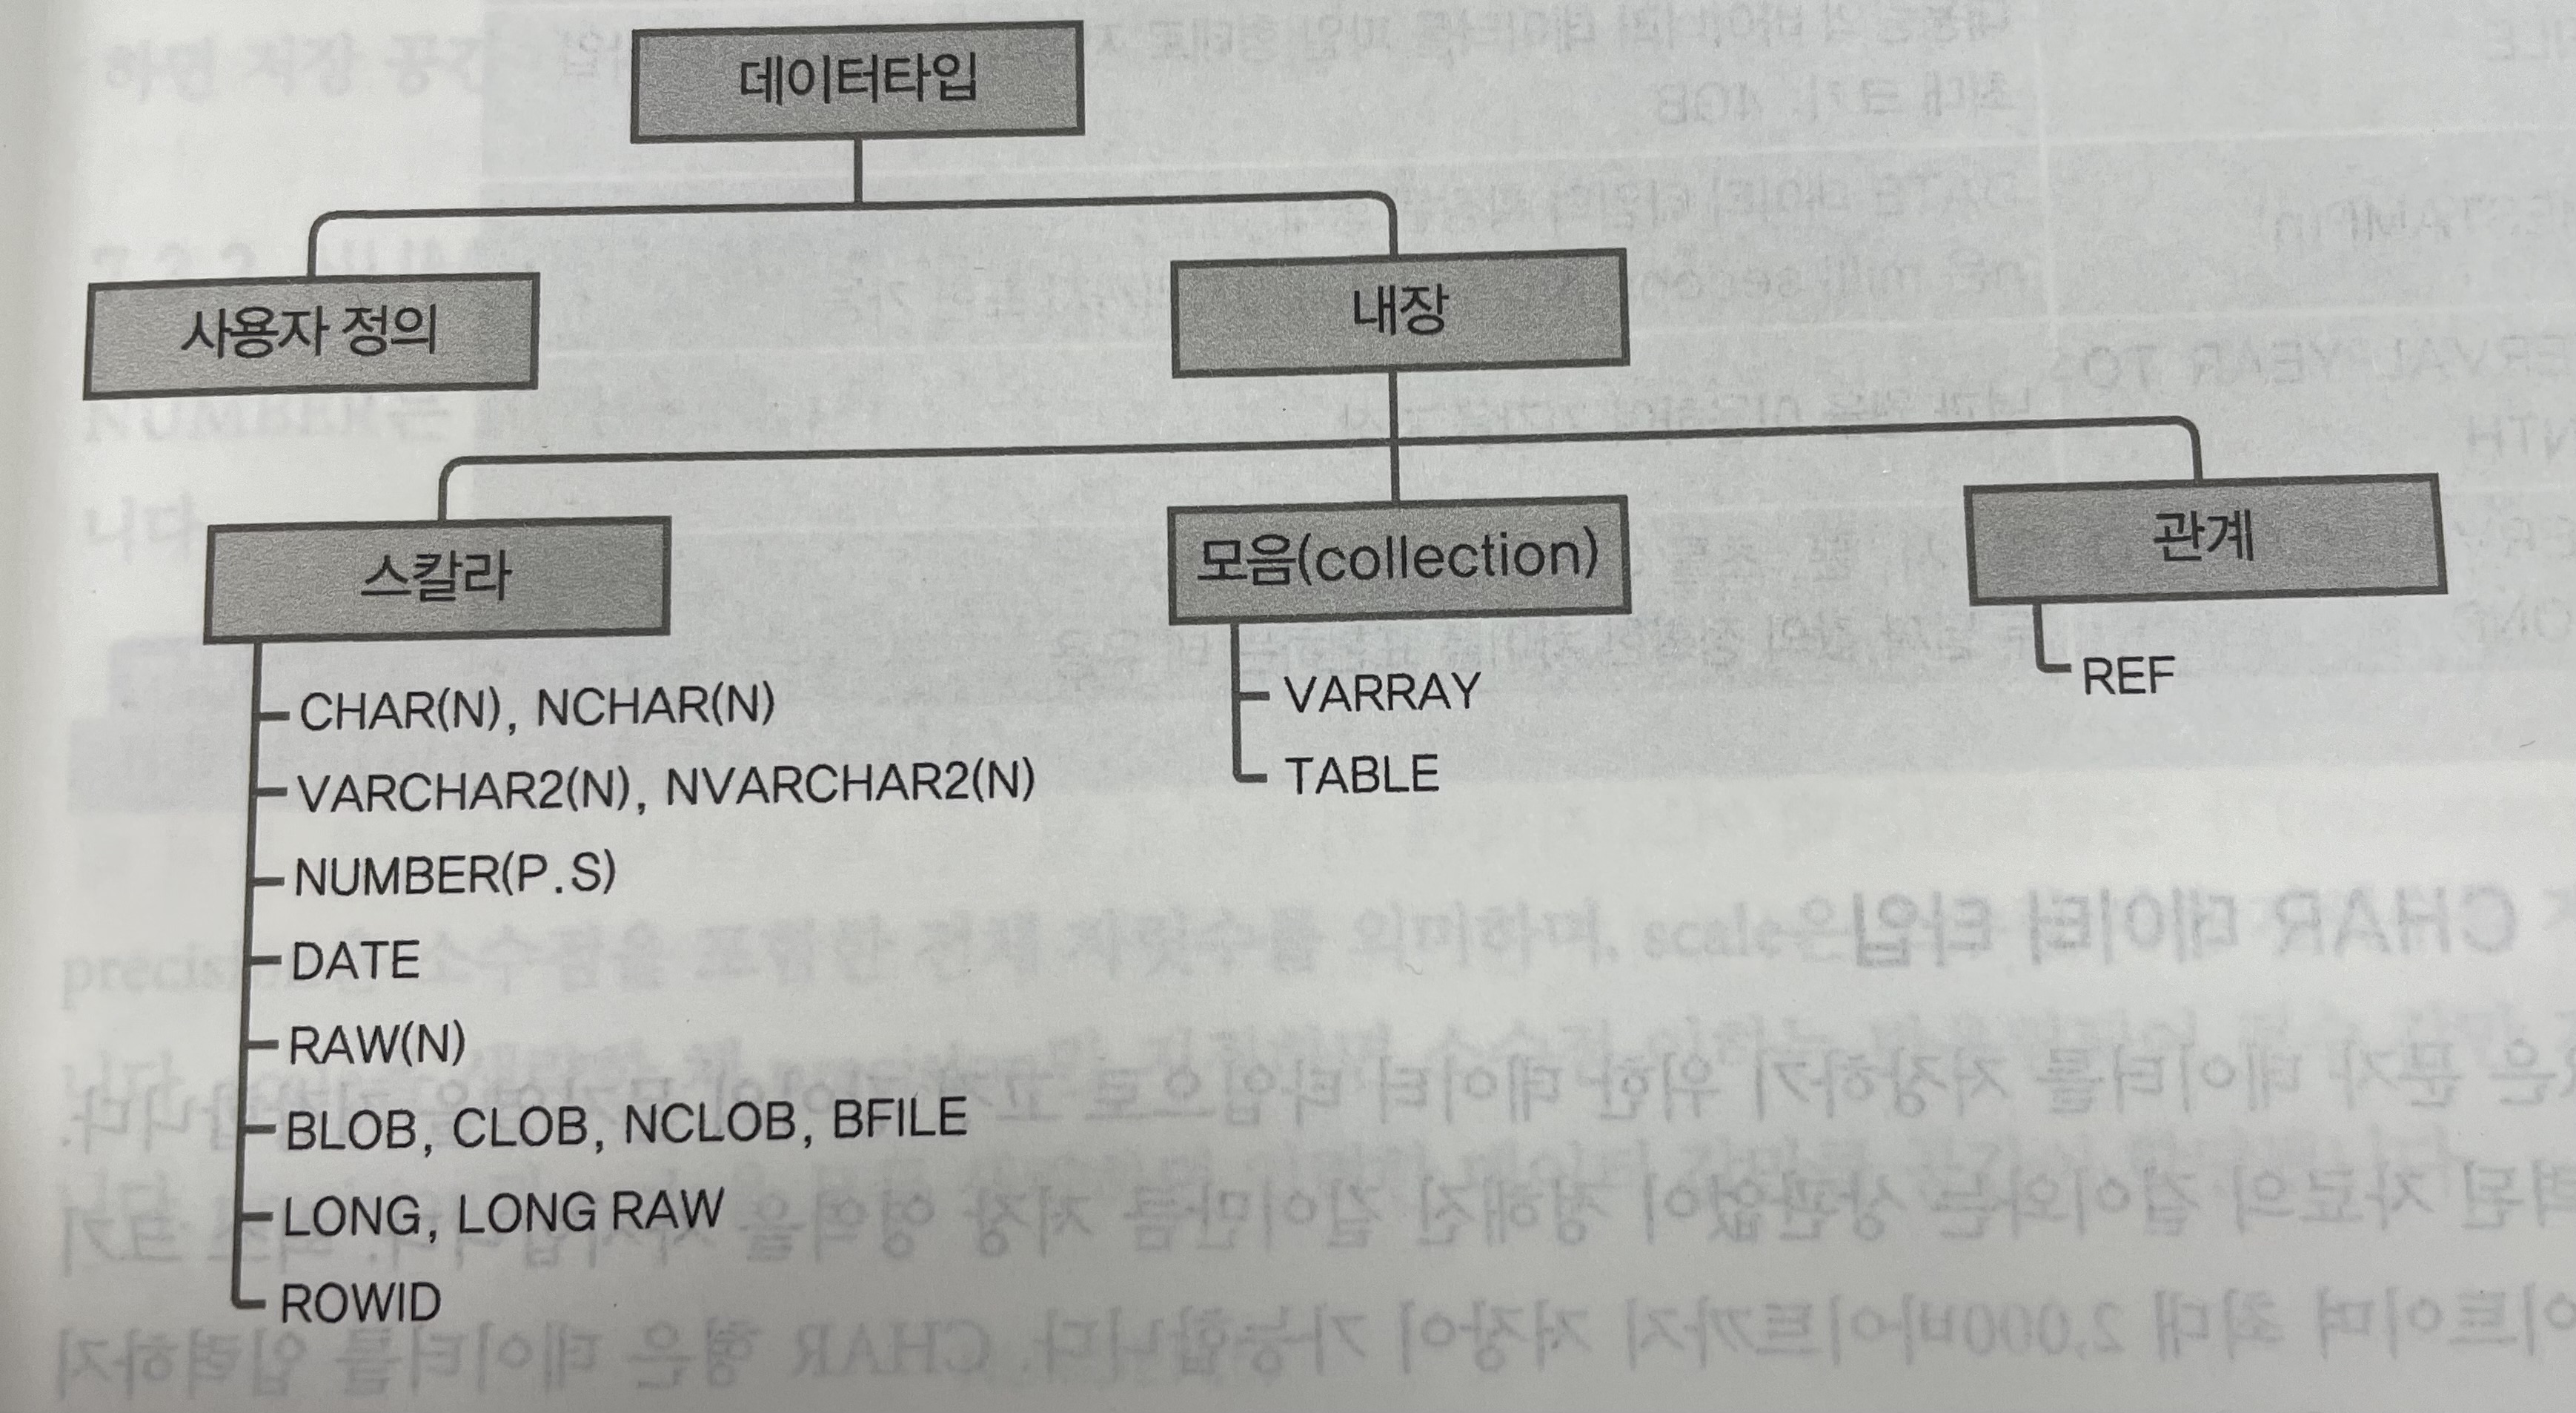 데이터타입
사용자 정의
내장
스칼라
모음(collection)
관계
CHAR(N), NCHAR(N)
VARCHAR2(N), NVARCHAR2(N)
NUMBER(P.S)
DATE
RAW(N)
BLOB, CLOB, NCLOB, BFILE
LONG, LONG RAW
ROWID
VARRAY
TABLE
REF